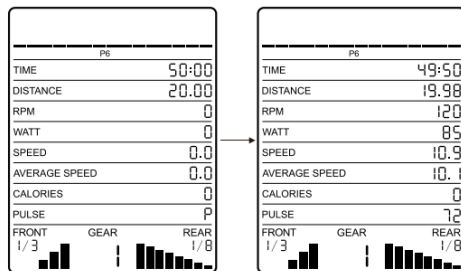 P6
TIME 50:00
DISTANCE 20.00
RPM 0
WATT 0
SPEED 0.0
AVERAGE SPEED 0.0
CALORIES 0
PULSE P
FRONT GEAR REAR
1/3 1 1/8
P6
TIME 49:50
DISTANCE 19.98
RPM 120
WATT 85
SPEED 10.9
AVERAGE SPEED 10.1
CALORIES 0
PULSE 72
FRONT GEAR REAR
1/3 1 1/8